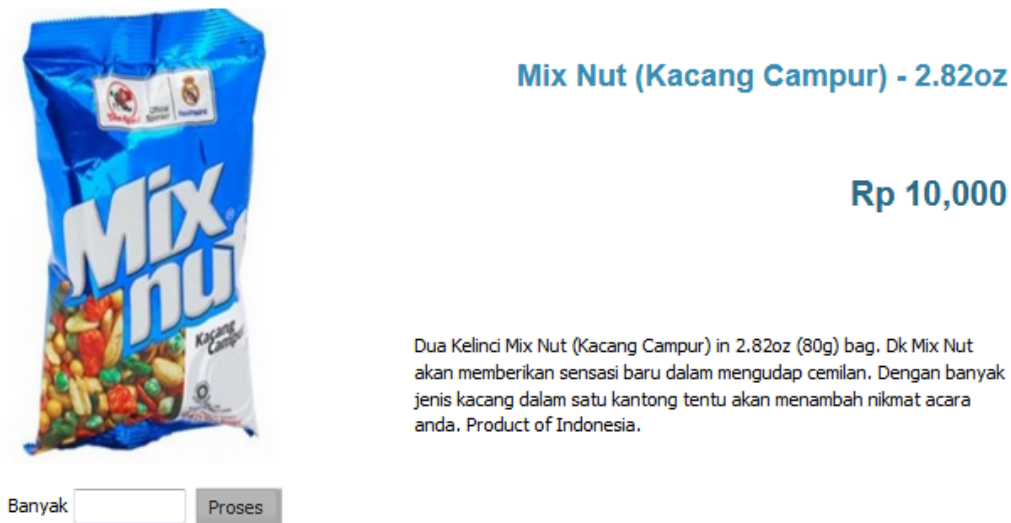 Mix Nut (Kacang Campur) - 2.82oz
Rp 10,000
Official
Sponsor
Mix
nut
®
Kacang
Campur
Dua Kelinci Mix Nut (Kacang Campur) in 2.82oz (80g) bag. Dk Mix Nut
akan memberikan sensasi baru dalam mengudap cemilan. Dengan banyak
jenis kacang dalam satu kantong tentu akan menambah nikmat acara
anda. Product of Indonesia.
Banyak
Proses